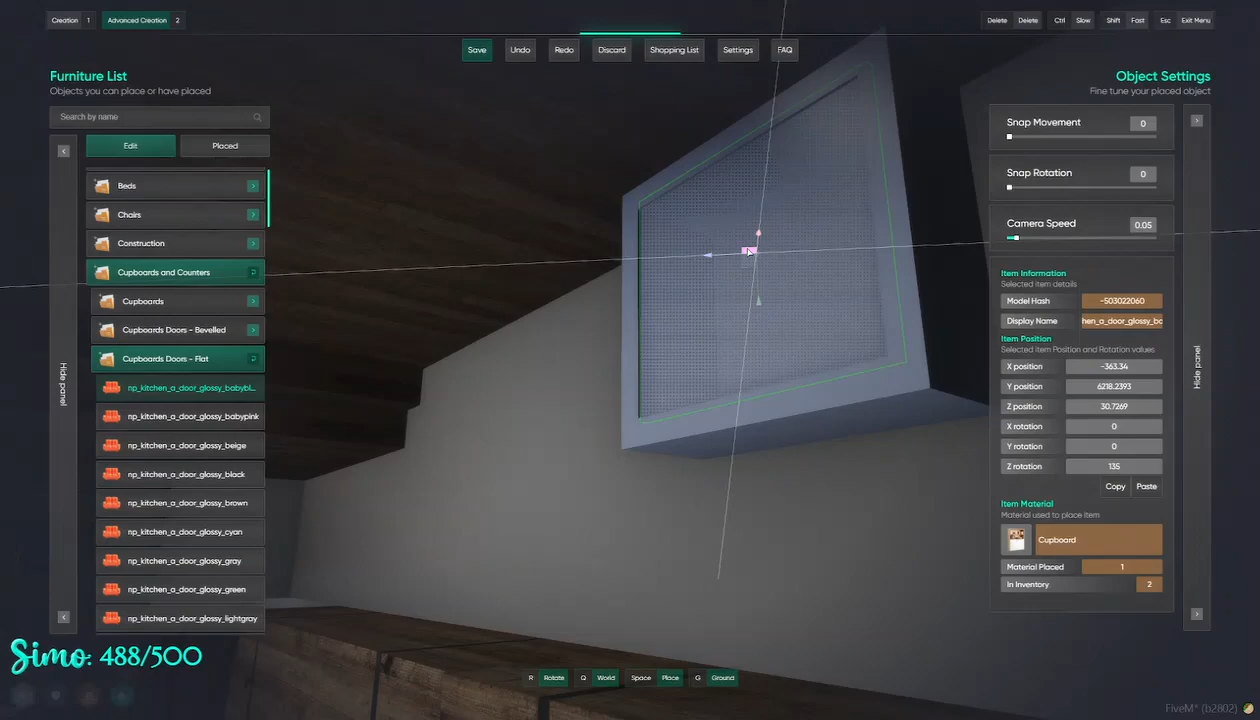 Creation 1 Advanced Creation 2
Delete Delete Ctrl Slow Shift Fast Esc Exit Menu
Save Undo Redo Discard Shopping List Settings FAQ
Furniture List
Objects you can place or have placed
Search by name
Edit Placed
Beds
Chairs
Construction
Cupboards and Counters
Cupboards
Cupboards Doors - Bevelled
Cupboards Doors - Flat
np_kitchen_a_door_glossy_babybl...
np_kitchen_a_door_glossy_babypink
np_kitchen_a_door_glossy_beige
np_kitchen_a_door_glossy_black
np_kitchen_a_door_glossy_brown
np_kitchen_a_door_glossy_cyan
np_kitchen_a_door_glossy_gray
np_kitchen_a_door_glossy_green
np_kitchen_a_door_glossy_lightgray
Hide panel
Object Settings
Fine tune your placed object
Snap Movement 0
Snap Rotation 0
Camera Speed 0.05
Item Information
Selected item details
Model Hash -503022060
Display Name hen_a_door_glossy_ba
Item Position
Selected Item Position and Rotation values
X position -363.34
Y position 6218.2393
Z position 30.7269
X rotation 0
Y rotation 0
Z rotation 135
Copy Paste
Item Material
Material used to place item
Cupboard
Material Placed 1
In Inventory 2
Hide panel
Simo: 488/500
R Rotate Q World Space Place G Ground
FiveM* (b2802)